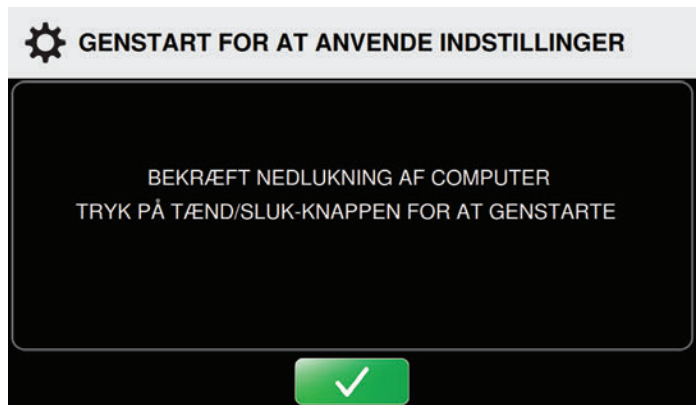 GENSTART FOR AT ANVENDE INDSTILLINGER
BEKRÆFT NEDLUKNING AF COMPUTER
TRYK PÅ TÆND/SLUK-KNAPPEN FOR AT GENSTARTE